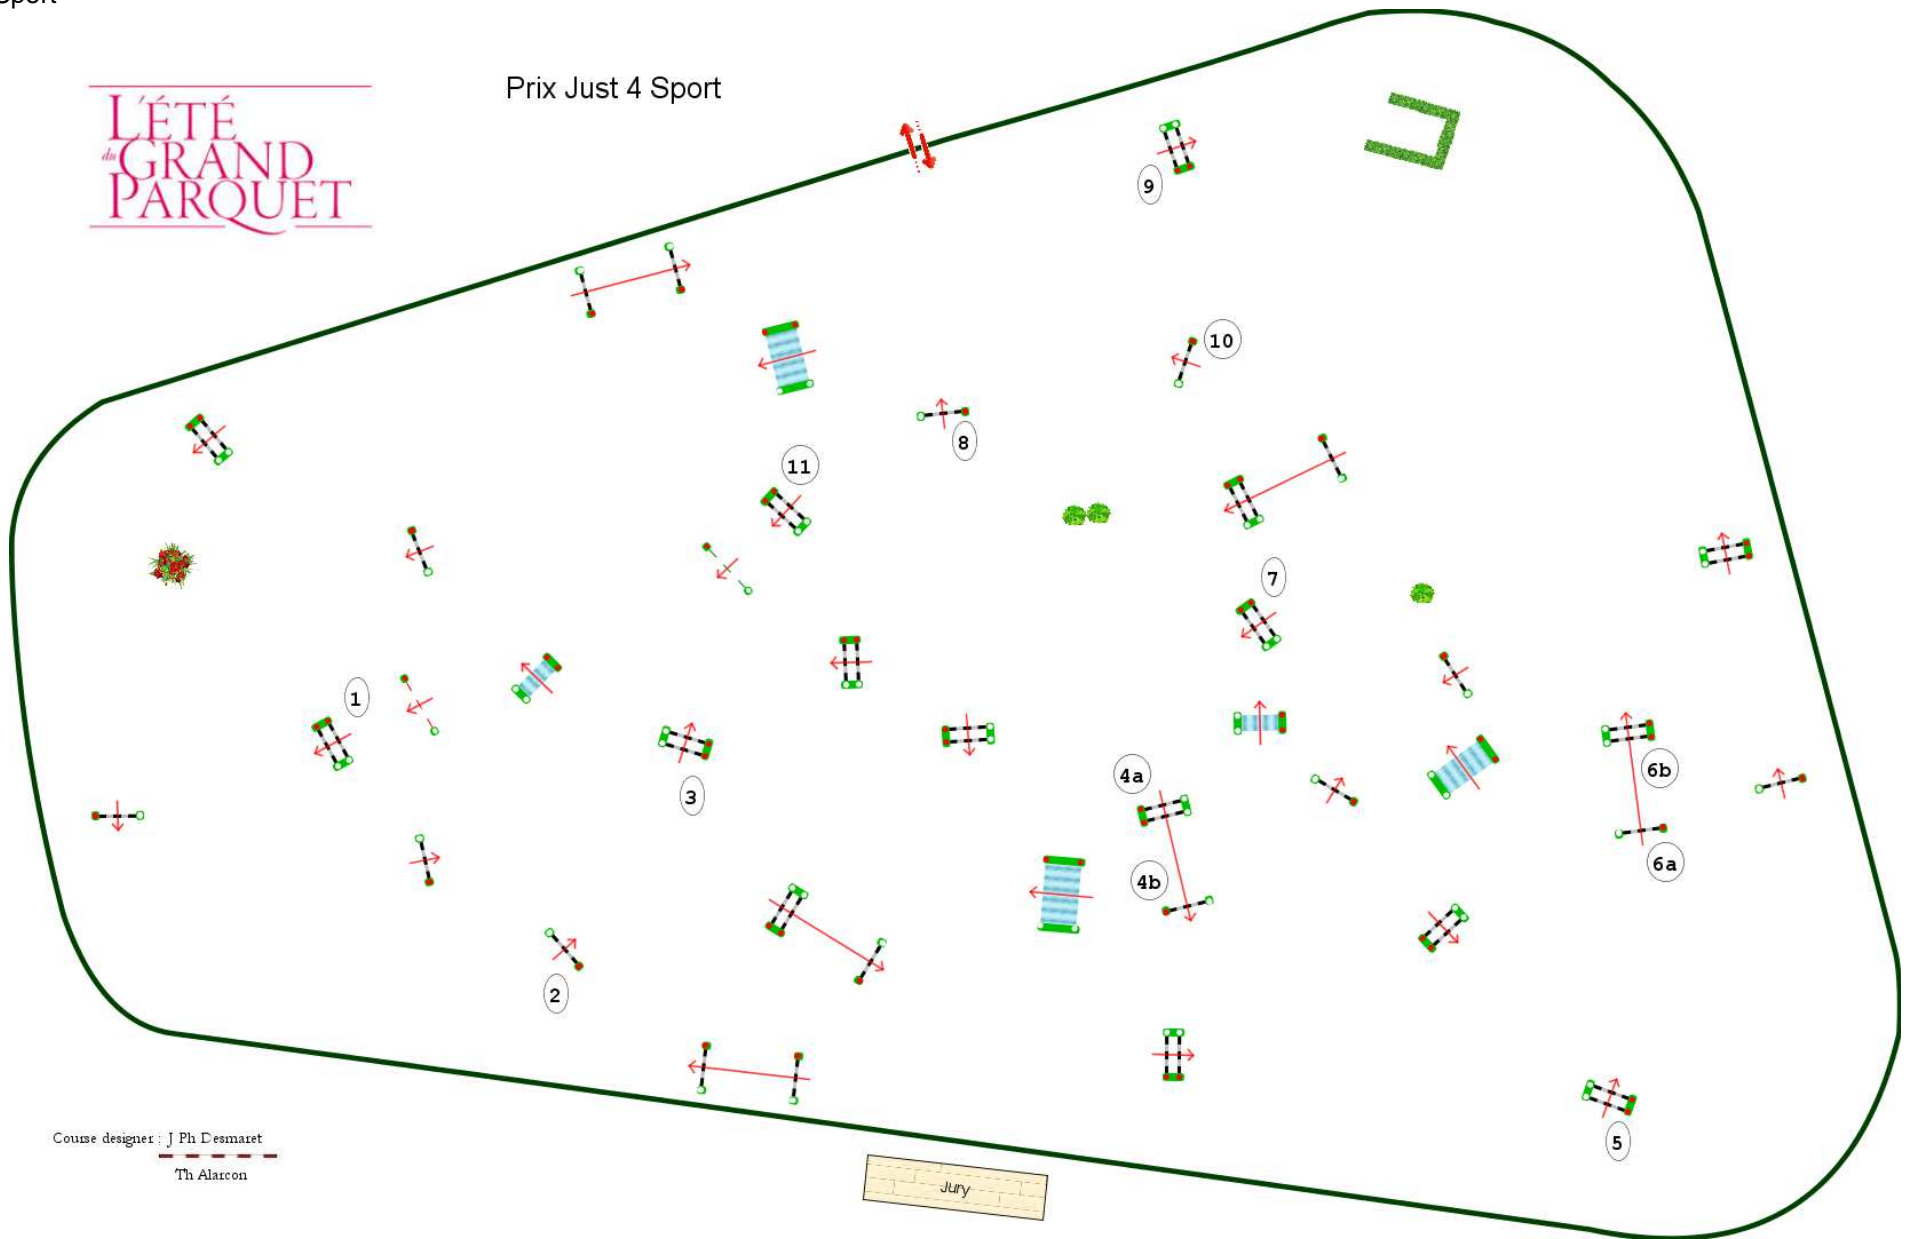 Sport
L'ÉTÉ
du GRAND
PARQUET
Prix Just 4 Sport
9
10
8
11
7
1
3
4a
4b
6b
6a
2
5
Course designer : J Ph Desmaret
Th Alarcon
Jury